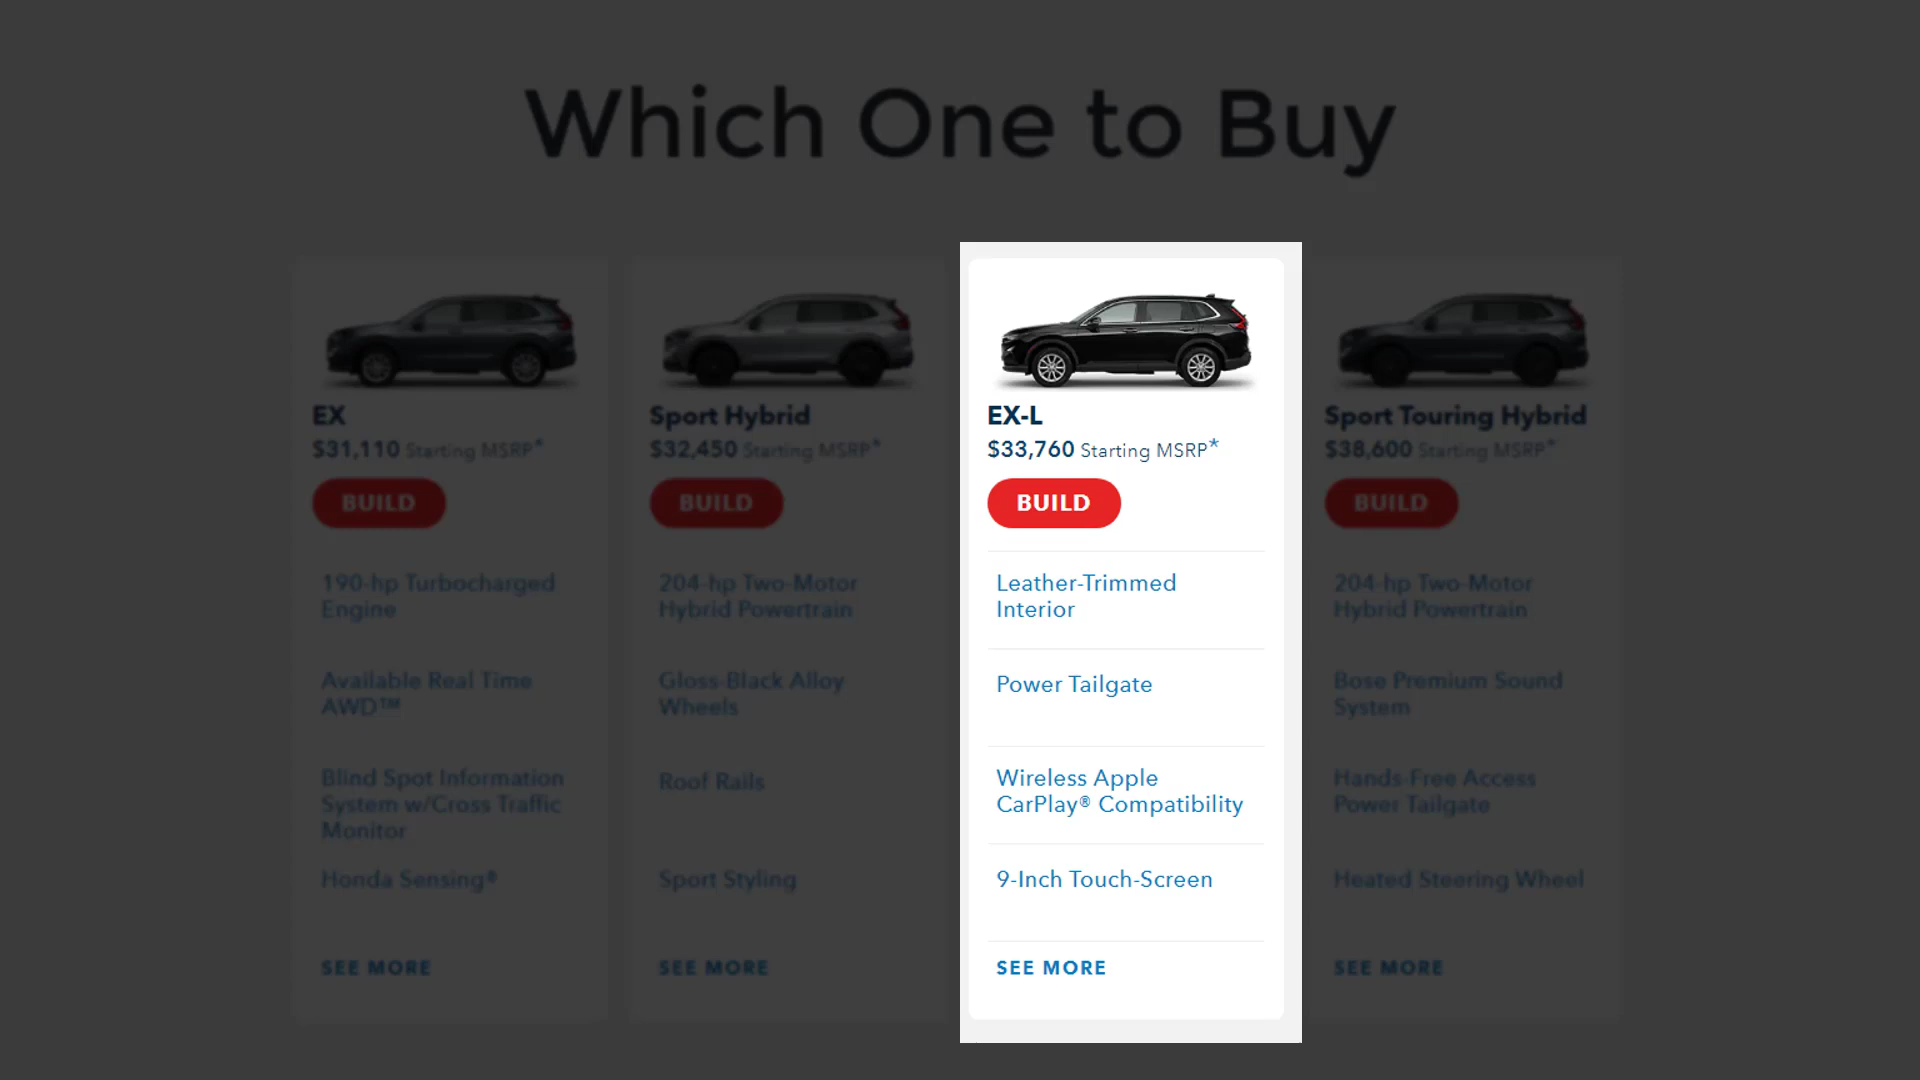 Which One to Buy
EX
$31,110 Starting MSRP*
BUILD
190-hp Turbocharged
Engine
Available Real Time
AWD™
Blind Spot Information
System w/Cross Traffic
Monitor
Honda Sensing®
SEE MORE
Sport Hybrid
$32,450 Starting MSRP*
BUILD
204-hp Two-Motor
Hybrid Powertrain
Gloss-Black Alloy
Wheels
Roof Rails
Sport Styling
SEE MORE
EX-L
$33,760 Starting MSRP*
BUILD
Leather-Trimmed
Interior
Power Tailgate
Wireless Apple
CarPlay® Compatibility
9-Inch Touch-Screen
SEE MORE
Sport Touring Hybrid
$38,600 Starting MSRP*
BUILD
204-hp Two-Motor
Hybrid Powertrain
Bose Premium Sound
System
Hands-Free Access
Power Tailgate
Heated Steering Wheel
SEE MORE